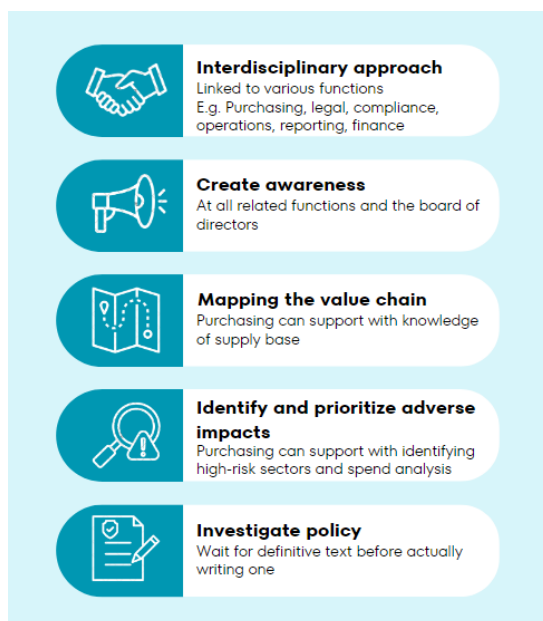 Interdisciplinary approach
Linked to various functions
E.g. Purchasing, legal, compliance,
operations, reporting, finance
Create awareness
At all related functions and the board of
directors
Mapping the value chain
Purchasing can support with knowledge
of supply base
Identify and prioritize adverse
impacts
Purchasing can support with identifying
high-risk sectors and spend analysis
Investigate policy
Wait for definitive text before actually
writing one